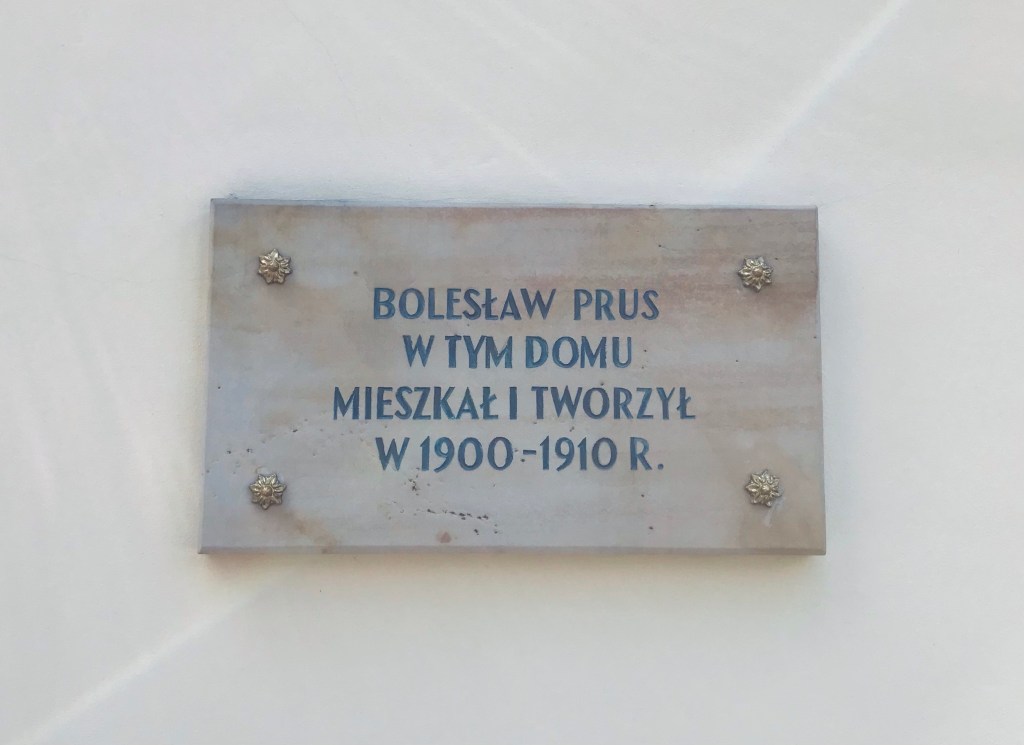 BOLESŁAW PRUS
W TYM DOMU
MIESZKAŁ I TWORZYŁ
W 1900-1910 R.